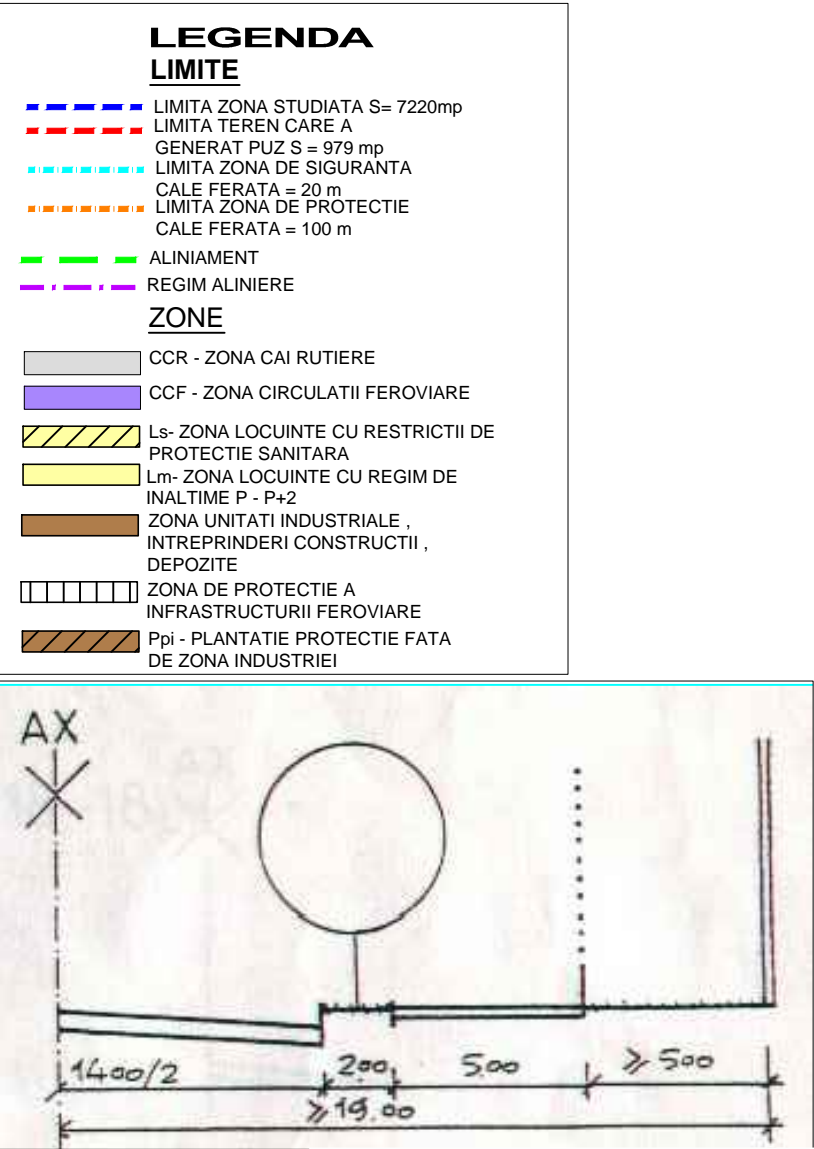 LEGENDA
LIMITE
LIMITA ZONA STUDIATA S= 7220mp
LIMITA TEREN CARE A
GENERAT PUZ S = 979 mp
LIMITA ZONA DE SIGURANTA
CALE FERATA = 20 m
LIMITA ZONA DE PROTECTIE
CALE FERATA = 100 m
ALINIAMENT
REGIM ALINIERE
ZONE
CCR - ZONA CAI RUTIERE
CCF - ZONA CIRCULATII FEROVIARE
Ls- ZONA LOCUINTE CU RESTRICTII DE
PROTECTIE SANITARA
Lm- ZONA LOCUINTE CU REGIM DE
INALTIME P - P+2
ZONA UNITATI INDUSTRIALE ,
INTREPRINDERI CONSTRUCTII ,
DEPOZITE
ZONA DE PROTECTIE A
INFRASTRUCTURII FEROVIARE
Ppi - PLANTATIE PROTECTIE FATA
DE ZONA INDUSTRIEI
AX
1400/2 2.00 5.00 ≥ 500
≥ 19.00